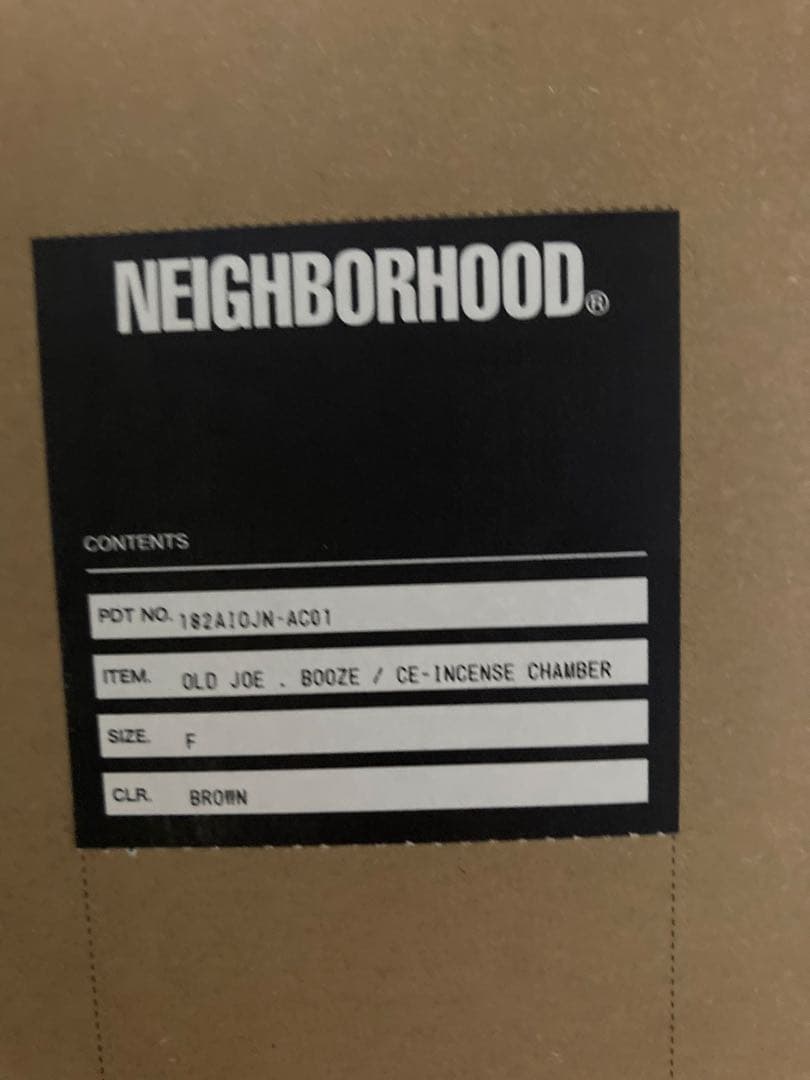 NEIGHBORHOOD®
CONTENTS
PDT NO. 182AIOJN-AC01
ITEM. OLD JOE . BOOZE / CE-INCENSE CHAMBER
SIZE. F
CLR. BROWN